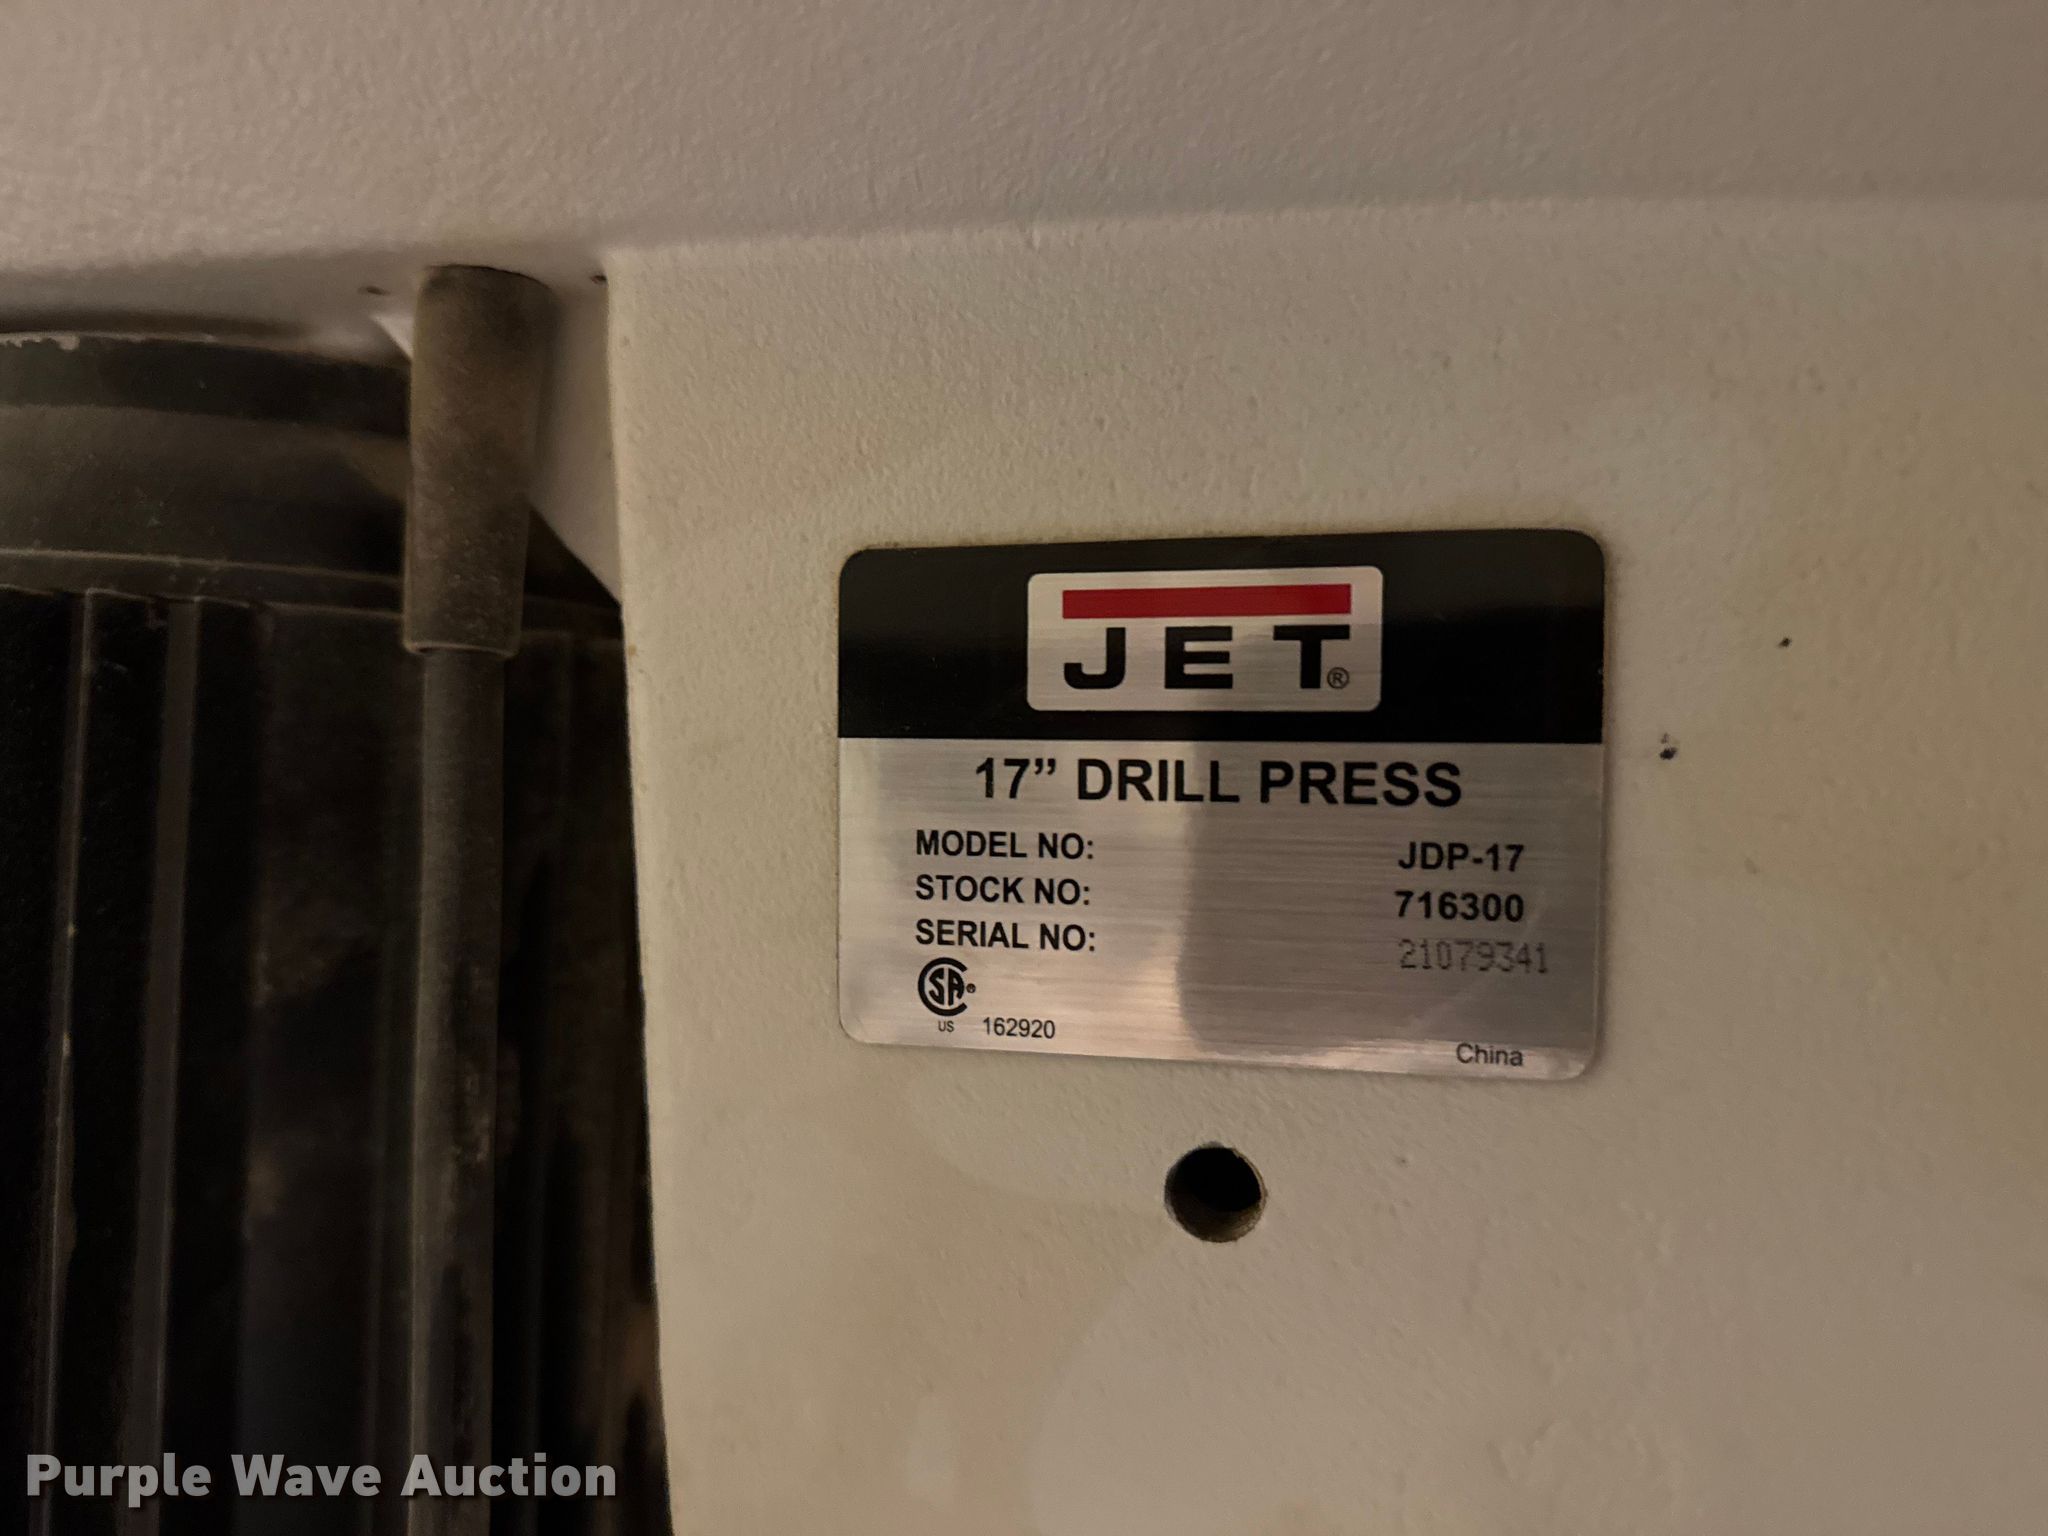 JET®
17” DRILL PRESS
MODEL NO: JDP-17
STOCK NO: 716300
SERIAL NO: 21079341
CSA®
US 162920
China
Purple Wave Auction